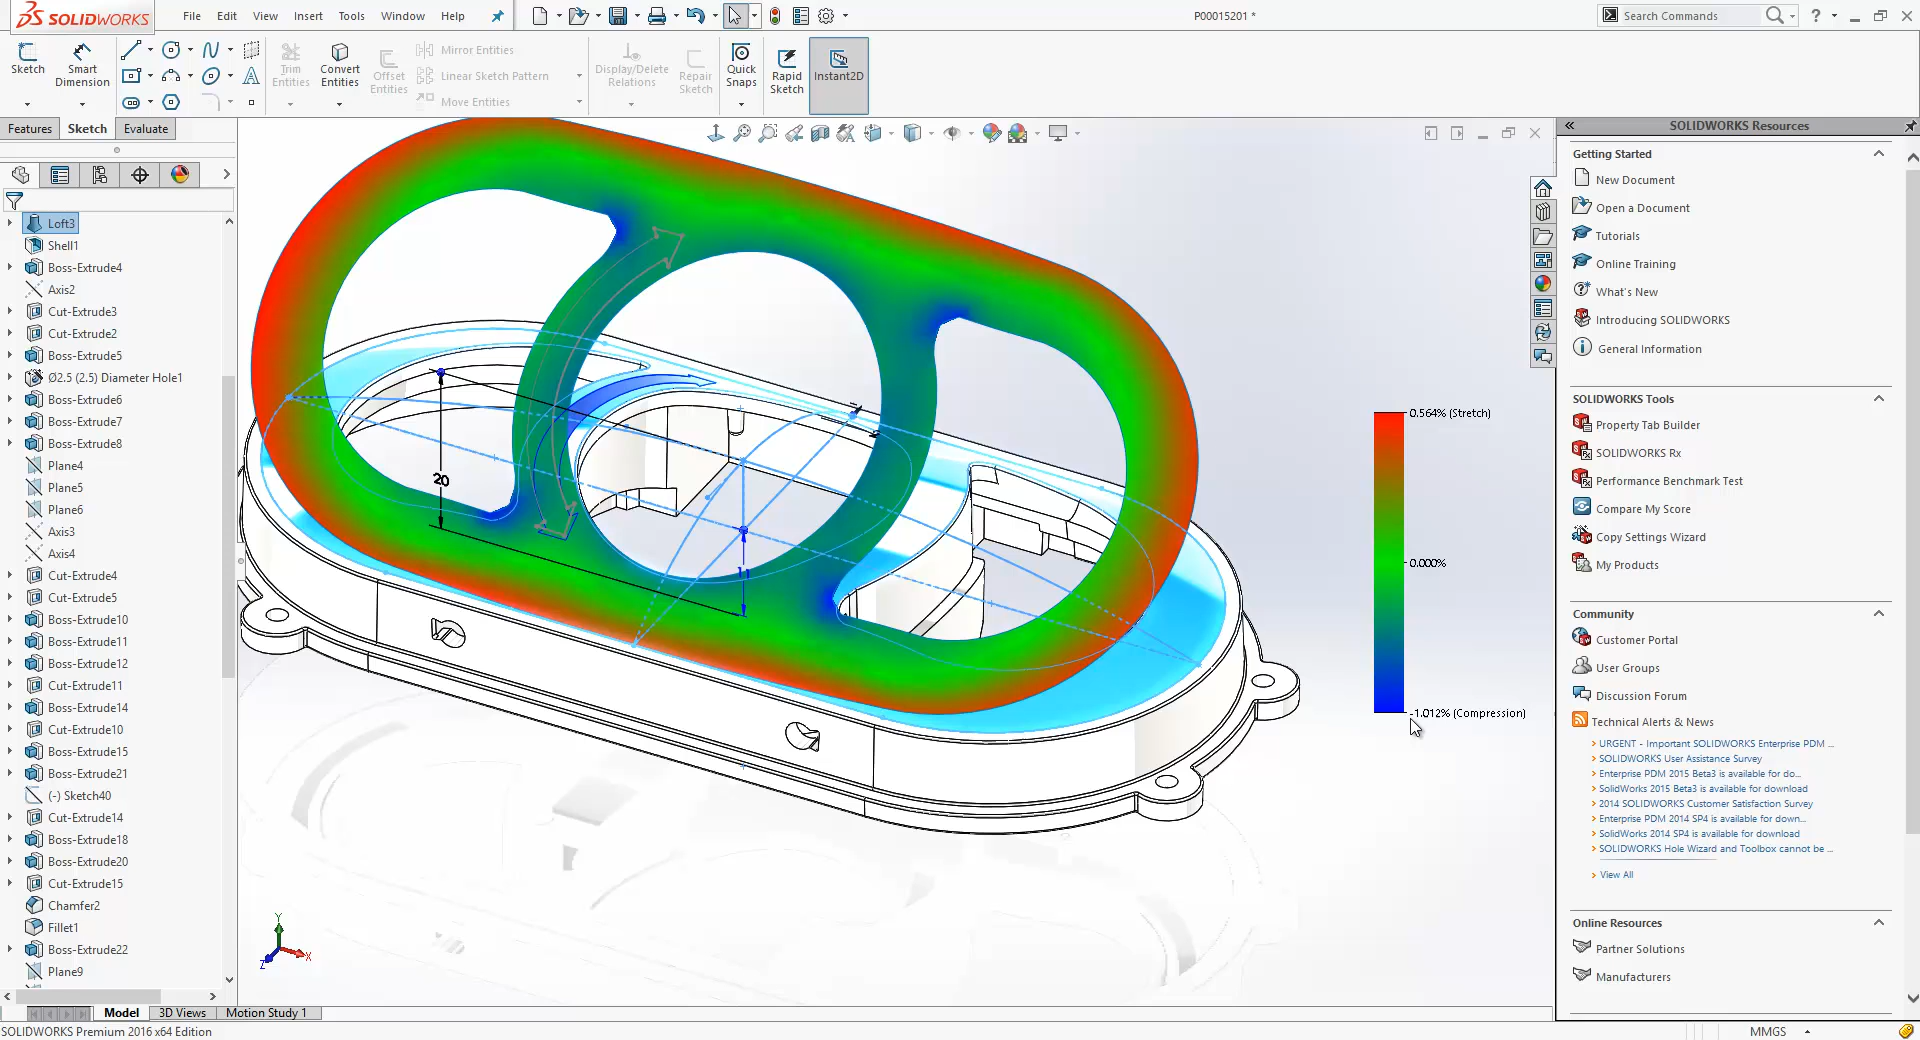 SOLIDWORKS
File Edit View Insert Tools Window Help
P00015201 *
Search Commands
?
Sketch
Smart Dimension
Trim Entities
Convert Entities
Offset Entities
Mirror Entities
Linear Sketch Pattern
Move Entities
Display/Delete Relations
Repair Sketch
Quick Snaps
Rapid Sketch
Instant2D
Features Sketch Evaluate
Loft3
Shell1
Boss-Extrude4
Axis2
Cut-Extrude3
Cut-Extrude2
Boss-Extrude5
Ø2.5 (2.5) Diameter Hole1
Boss-Extrude6
Boss-Extrude7
Boss-Extrude8
Plane4
Plane5
Plane6
Axis3
Axis4
Cut-Extrude4
Cut-Extrude5
Boss-Extrude10
Boss-Extrude11
Boss-Extrude12
Cut-Extrude11
Boss-Extrude14
Cut-Extrude10
Boss-Extrude15
Boss-Extrude21
(-) Sketch40
Cut-Extrude14
Boss-Extrude18
Boss-Extrude20
Cut-Extrude15
Chamfer2
Fillet1
Boss-Extrude22
Plane9
20
Y
X
Z
0.564% (Stretch)
0.000%
-1.012% (Compression)
SOLIDWORKS Resources
Getting Started
New Document
Open a Document
Tutorials
Online Training
What's New
Introducing SOLIDWORKS
General Information
SOLIDWORKS Tools
Property Tab Builder
SOLIDWORKS Rx
Performance Benchmark Test
Compare My Score
Copy Settings Wizard
My Products
Community
Customer Portal
User Groups
Discussion Forum
Technical Alerts & News
URGENT - Important SOLIDWORKS Enterprise PDM ...
SOLIDWORKS User Assistance Survey
Enterprise PDM 2015 Beta3 is available for do...
SolidWorks 2015 Beta3 is available for download
2014 SOLIDWORKS Customer Satisfaction Survey
Enterprise PDM 2014 SP4 is available for down...
SolidWorks 2014 SP4 is available for download
SOLIDWORKS Hole Wizard and Toolbox cannot be ...
View All
Online Resources
Partner Solutions
Manufacturers
Model 3D Views Motion Study 1
SOLIDWORKS Premium 2016 x64 Edition
MMGS